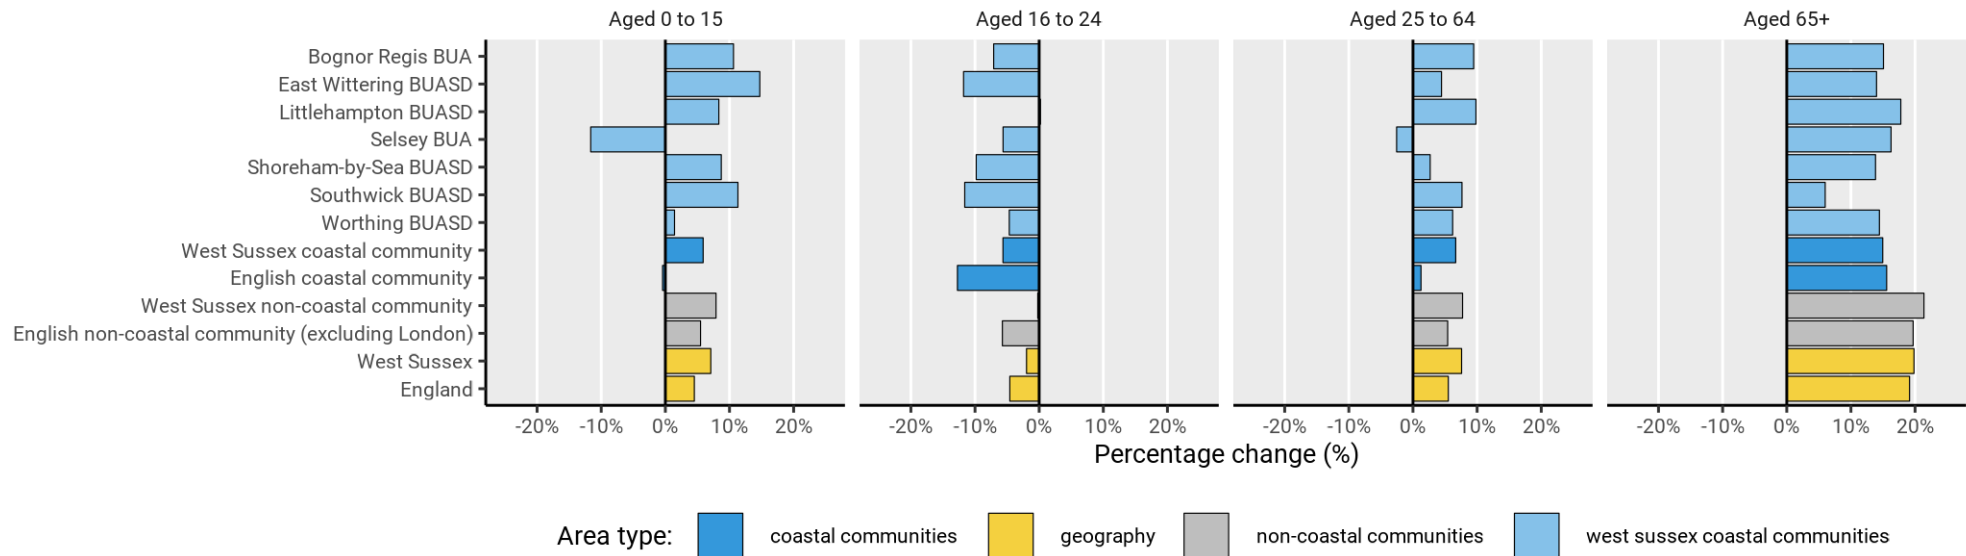 Aged 0 to 15 Aged 16 to 24 Aged 25 to 64 Aged 65+
Bognor Regis BUA
East Wittering BUASD
Littlehampton BUASD
Selsey BUA
Shoreham-by-Sea BUASD
Southwick BUASD
Worthing BUASD
West Sussex coastal community
English coastal community
West Sussex non-coastal community
English non-coastal community (excluding London)
West Sussex
England
-20% -10% 0% 10% 20% -20% -10% 0% 10% 20% -20% -10% 0% 10% 20% -20% -10% 0% 10% 20%
Percentage change (%)
Area type: coastal communities geography non-coastal communities west sussex coastal communities